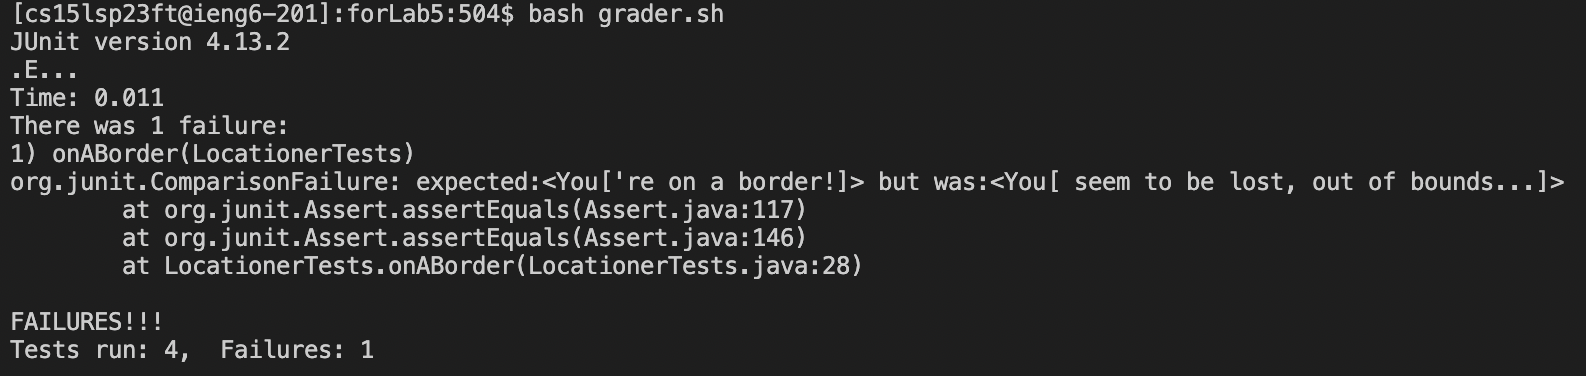 [cs15lsp23ft@ieng6-201]:forLab5:504$ bash grader.sh
JUnit version 4.13.2
.E...
Time: 0.011
There was 1 failure:
1) onABorder(LocationerTests)
org.junit.ComparisonFailure: expected:<You['re on a border!]> but was:<You[ seem to be lost, out of bounds...]>
        at org.junit.Assert.assertEquals(Assert.java:117)
        at org.junit.Assert.assertEquals(Assert.java:146)
        at LocationerTests.onABorder(LocationerTests.java:28)

FAILURES!!!
Tests run: 4,  Failures: 1